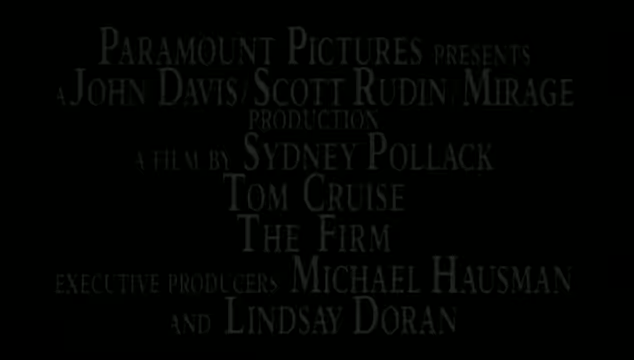 PARAMOUNT PICTURES PRESENTS
A JOHN DAVIS/SCOTT RUDIN/MIRAGE
PRODUCTION
A FILM BY SYDNEY POLLACK
TOM CRUISE
THE FIRM
EXECUTIVE PRODUCERS MICHAEL HAUSMAN
AND LINDSAY DORAN